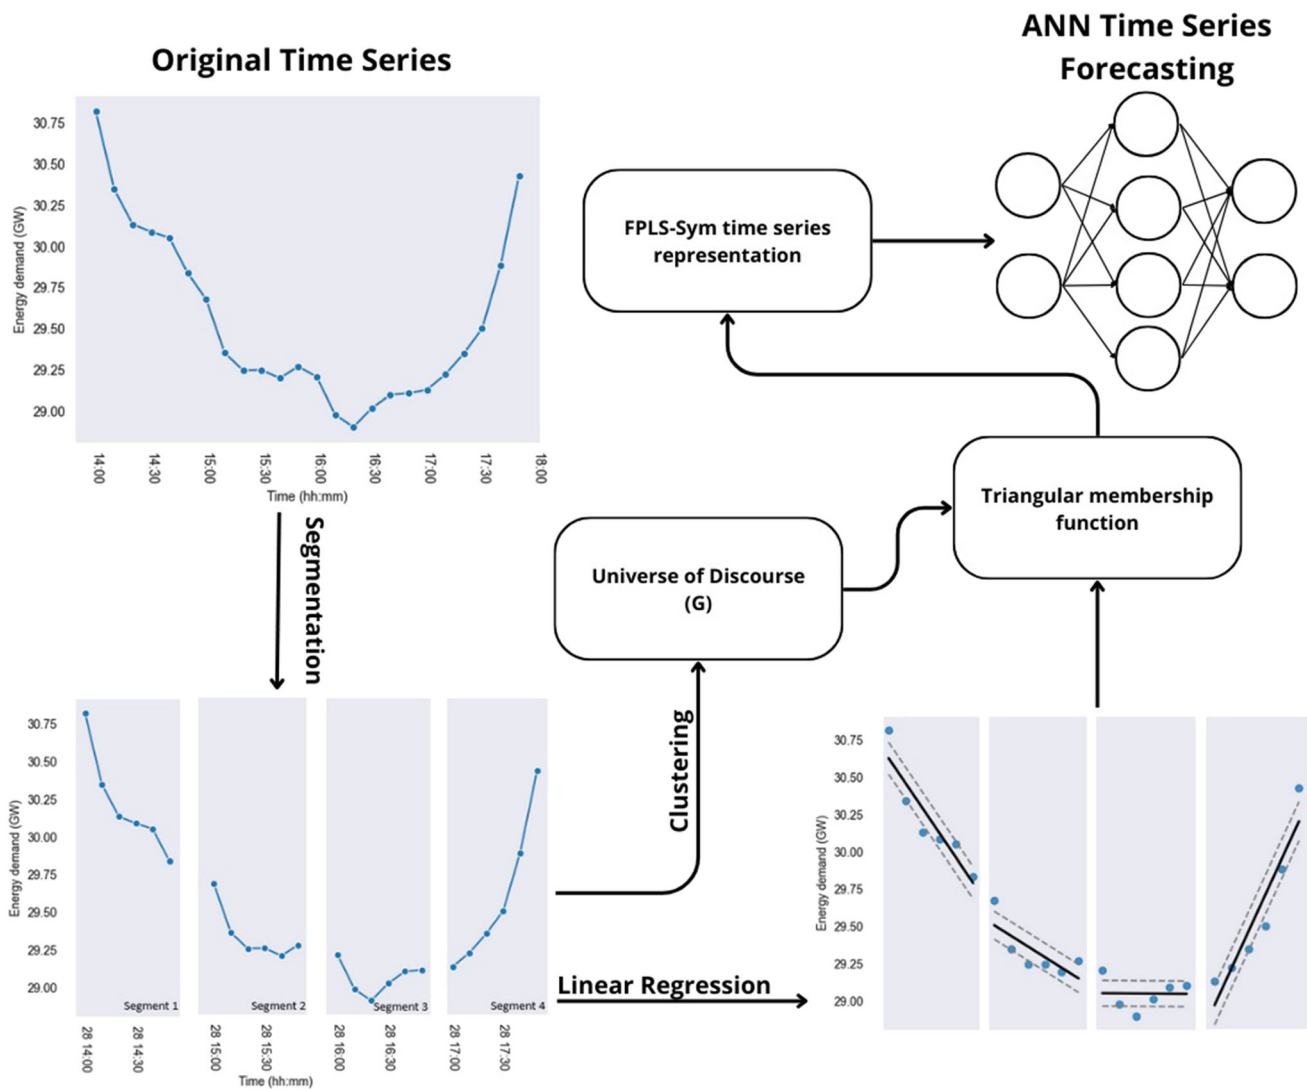 Original Time Series
Energy demand (GW)
30.75
30.50
30.25
30.00
29.75
29.50
29.25
29.00
14:00
14:30
15:00
15:30
16:00
16:30
17:00
17:30
18:00
Time (hh:mm)
ANN Time Series
Forecasting
FPLS-Sym time series
representation
Triangular membership
function
Universe of Discourse
(G)
Segmentation
Clustering
Linear Regression
Energy demand (GW)
30.75
30.50
30.25
30.00
29.75
29.50
29.25
29.00
Segment 1
Segment 2
Segment 3
Segment 4
28 14:00
28 14:30
28 15:00
28 15:30
28 16:00
28 16:30
28 17:00
28 17:30
Time (hh:mm)
Energy demand (GW)
30.75
30.50
30.25
30.00
29.75
29.50
29.25
29.00